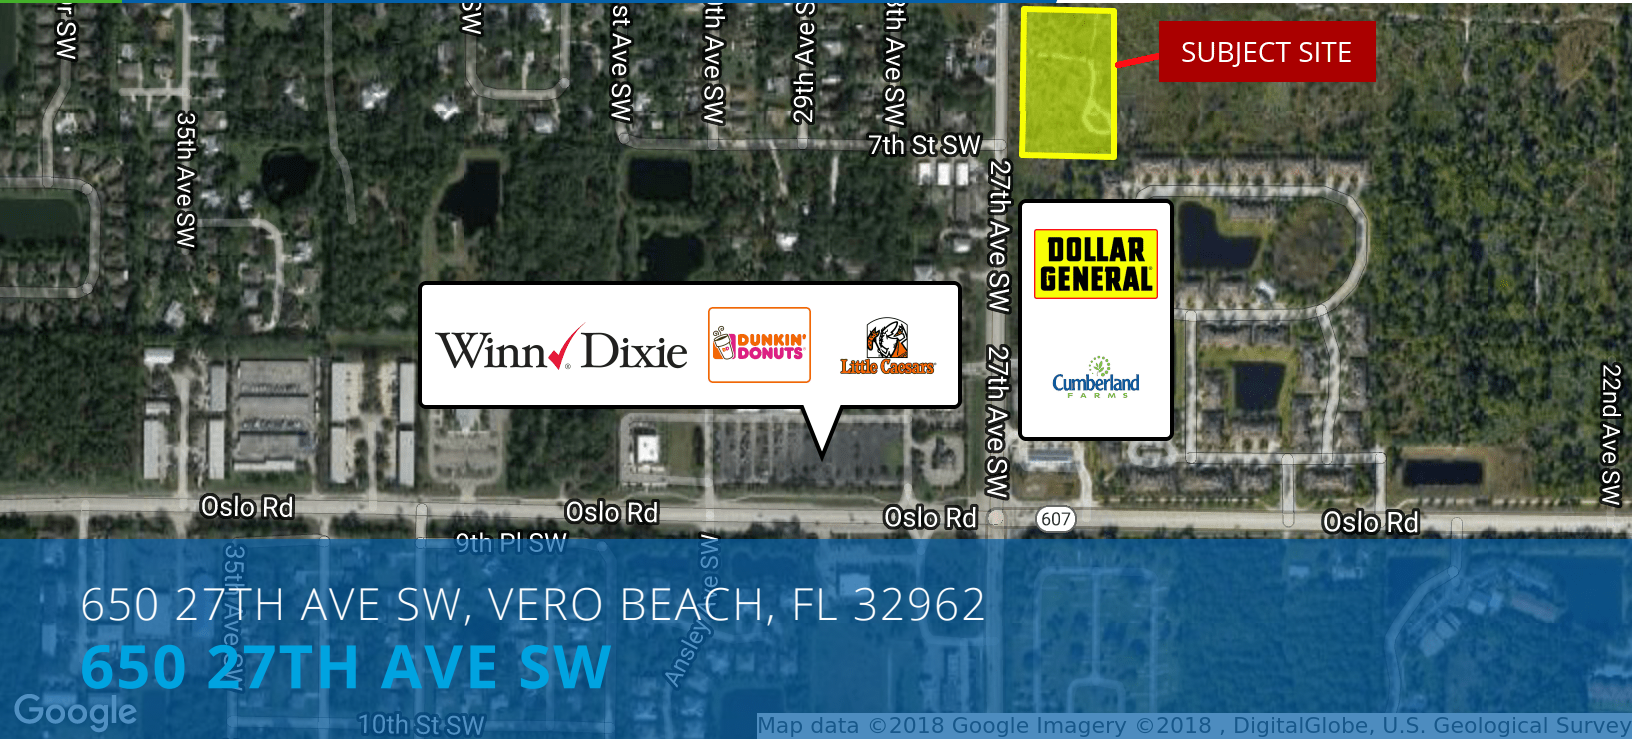 SW
SUBJECT SITE
35th Ave SW
7th St SW
27th Ave SW
DOLLAR
GENERAL
Winn Dixie
DUNKIN'
DONUTS
Little Caesars
Cumberland
FARMS
27th Ave SW
22nd Ave SW
Oslo Rd
Oslo Rd
Oslo Rd
607
Oslo Rd
9th Pl SW
35th Ave SW
650 27TH AVE SW, VERO BEACH, FL 32962
650 27TH AVE SW
10th St SW
Google
Map data ©2018 Google Imagery ©2018 , DigitalGlobe, U.S. Geological Survey